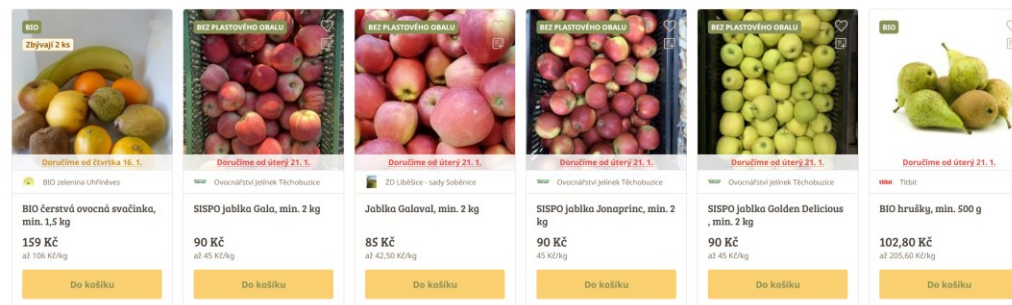 BIO
Zbývají 2 ks
Doručíme od čtvrtka 16. 1.
BIO zelenina Uhříněves
BIO čerstvá ovocná svačinka,
min. 1,5 kg
159 Kč
až 106 Kč/kg
Do košíku
BEZ PLASTOVÉHO OBALU
Doručíme od úterý 21. 1.
Ovocnářství Jelínek Těchobuzice
SISPO jablka Gala, min. 2 kg
90 Kč
až 45 Kč/kg
Do košíku
BEZ PLASTOVÉHO OBALU
Doručíme od úterý 21. 1.
ZD Liběšice - sady Soběnice
Jablka Galaval, min. 2 kg
85 Kč
až 42,50 Kč/kg
Do košíku
BEZ PLASTOVÉHO OBALU
Doručíme od úterý 21. 1.
Ovocnářství Jelínek Těchobuzice
SISPO jablka Jonaprinc, min. 2
kg
90 Kč
45 Kč/kg
Do košíku
BEZ PLASTOVÉHO OBALU
Doručíme od úterý 21. 1.
Ovocnářství Jelínek Těchobuzice
SISPO jablka Golden Delicious
, min. 2 kg
90 Kč
až 45 Kč/kg
Do košíku
BIO
Doručíme od úterý 21. 1.
titbit Titbit
BIO hrušky, min. 500 g
102,80 Kč
až 205,60 Kč/kg
Do košíku